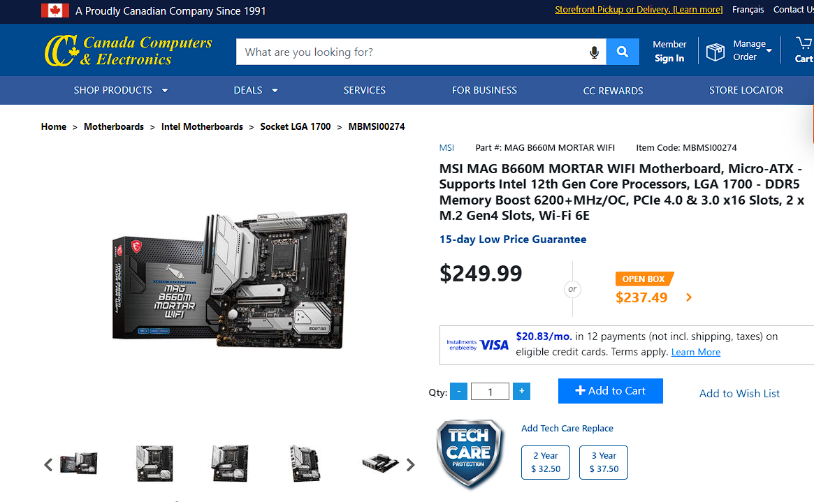 A Proudly Canadian Company Since 1991
Storefront Pickup or Delivery. [Learn more]
Français
Contact Us
Canada Computers
& Electronics
What are you looking for?
Member
Sign In
Manage
Order
Cart
SHOP PRODUCTS
DEALS
SERVICES
FOR BUSINESS
CC REWARDS
STORE LOCATOR
Home > Motherboards > Intel Motherboards > Socket LGA 1700 > MBMSI00274
MSI Part #: MAG B660M MORTAR WIFI Item Code: MBMSI00274
MSI MAG B660M MORTAR WIFI Motherboard, Micro-ATX -
Supports Intel 12th Gen Core Processors, LGA 1700 - DDR5
Memory Boost 6200+MHz/OC, PCIe 4.0 & 3.0 x16 Slots, 2 x
M.2 Gen4 Slots, Wi-Fi 6E
15-day Low Price Guarantee
$249.99
or
OPEN BOX
$237.49
MAG
B660M
MORTAR
WIFI
Installments
enabled by VISA
$20.83/mo. in 12 payments (not incl. shipping, taxes) on
eligible credit cards. Terms apply. Learn More
Qty: - 1 +
+ Add to Cart
Add to Wish List
TECH
CARE
PROTECTION
Add Tech Care Replace
2 Year
$ 32.50
3 Year
$ 37.50